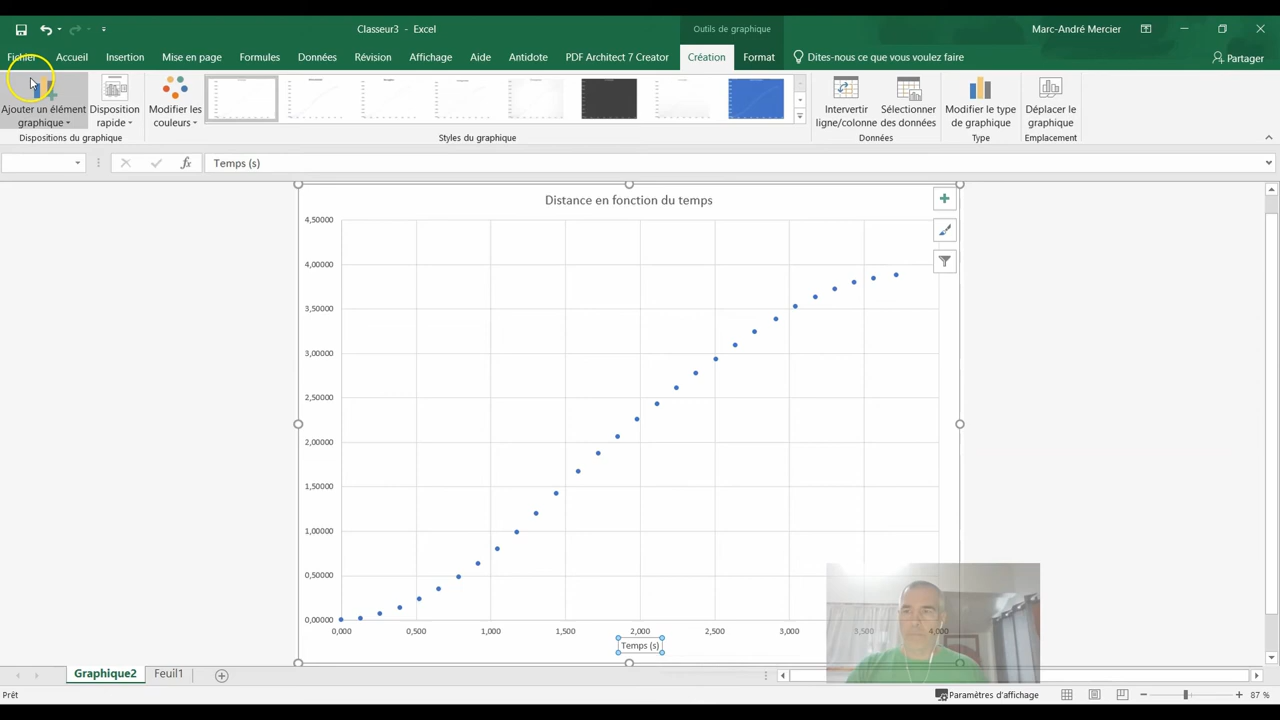 Classeur3 - Excel
Outils de graphique
Marc-André Mercier
Fichier Accueil Insertion Mise en page Formules Données Révision Affichage Aide Antidote PDF Architect 7 Creator Création Format Dites-nous ce que vous voulez faire Partager
Ajouter un élément graphique
Disposition rapide
Modifier les couleurs
Intervertir ligne/colonne
Sélectionner des données
Modifier le type de graphique
Déplacer le graphique
Dispositions du graphique
Styles du graphique
Données
Type
Emplacement
fx Temps (s)
Distance en fonction du temps
4,50000
4,00000
3,50000
3,00000
2,50000
2,00000
1,50000
1,00000
0,50000
0,00000
0,000 0,500 1,000 1,500 2,000 2,500 3,000 3,500 4,000
Temps (s)
Graphique2 Feuil1
Prêt
Paramètres d'affichage
87 %